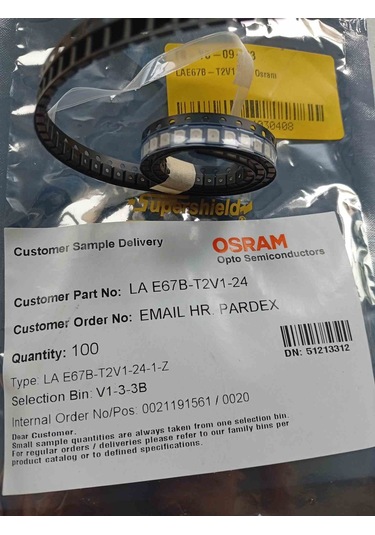 LAE67B-T2V1 Osram
Supershield
Customer Sample Delivery
OSRAM
Opto Semiconductors
Customer Part No: LA E67B-T2V1-24
Customer Order No: EMAIL HR. PARDEX
Quantity: 100
DN: 51213312
Type: LA E67B-T2V1-24-1-Z
Selection Bin: V1-3-3B
Internal Order No/Pos: 0021191561 / 0020
Dear Customer.
Small sample quantities are always taken from one selection bin.
For regular orders / deliveries please refer to our family bins per
product catalog or to defined specifications.